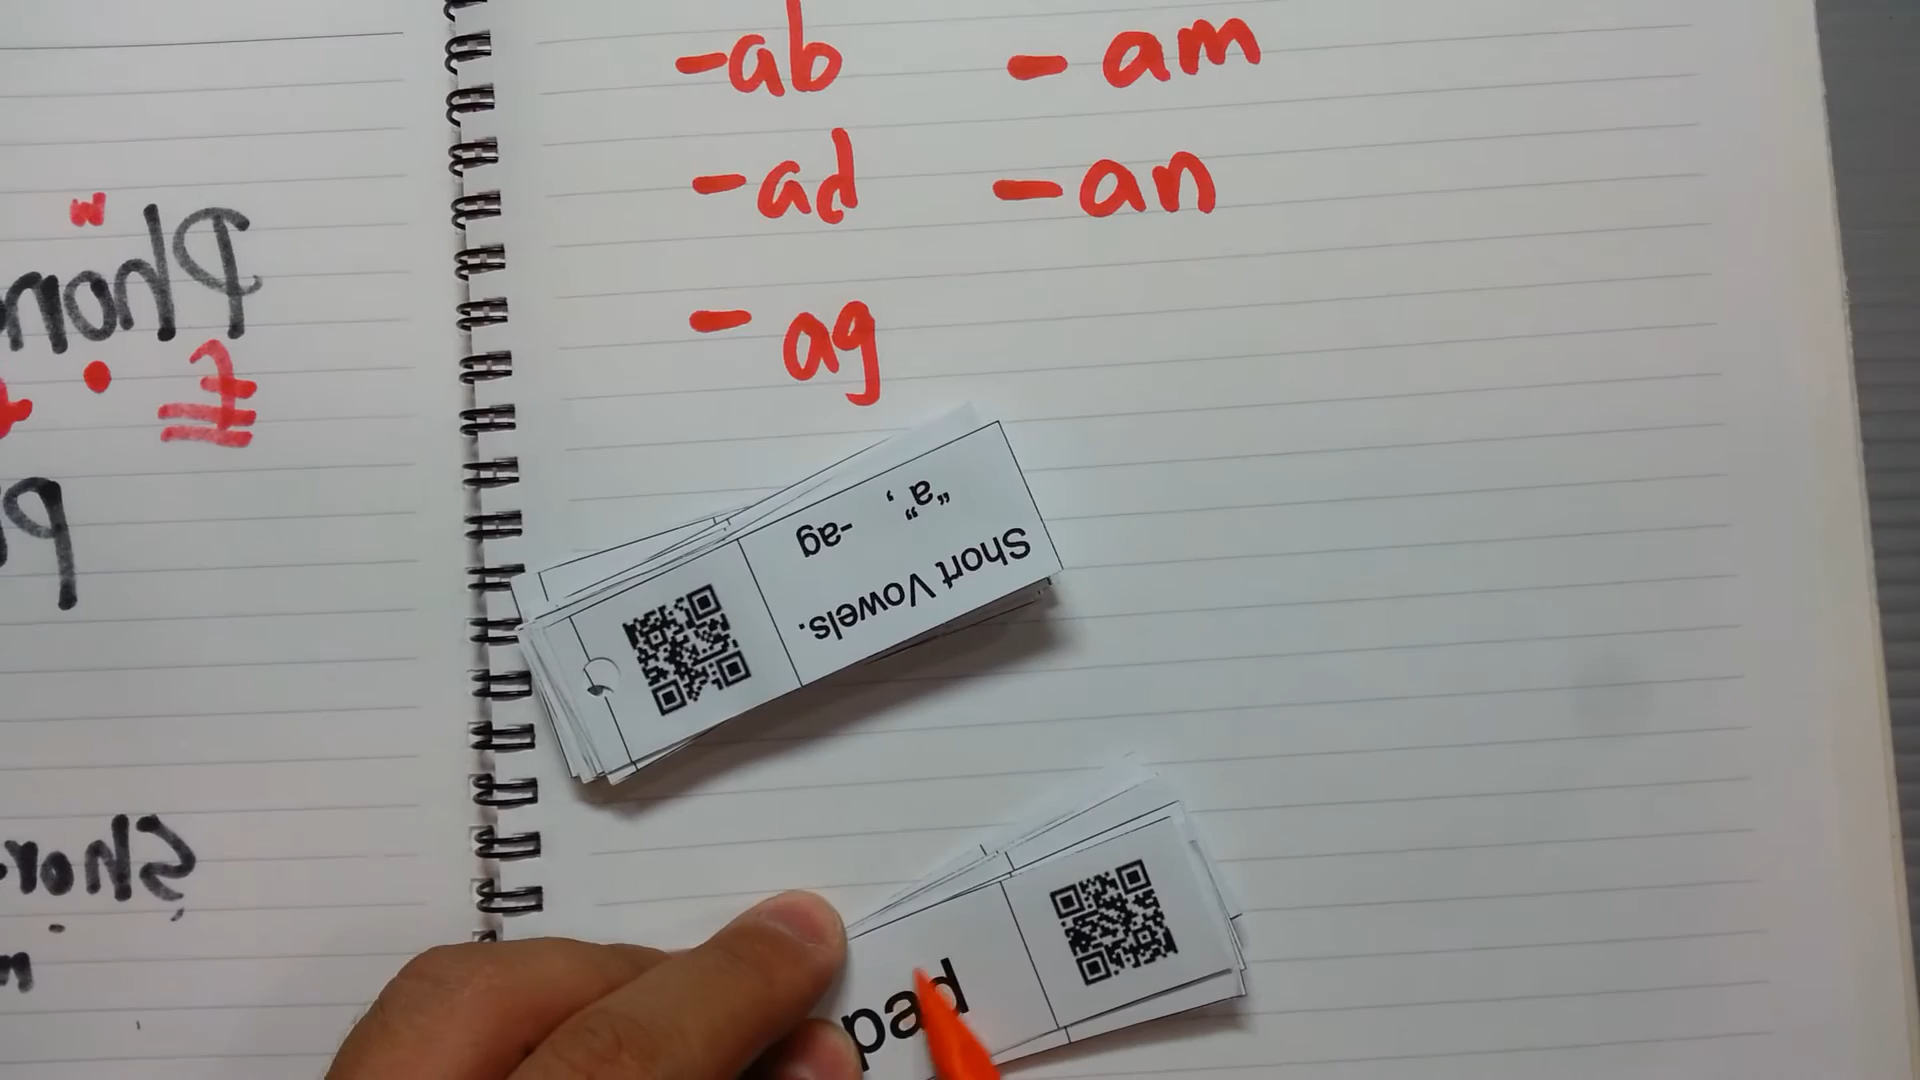 -ab -am
-ad -an
-ag
Short Vowels.
“a”, -ag
pad